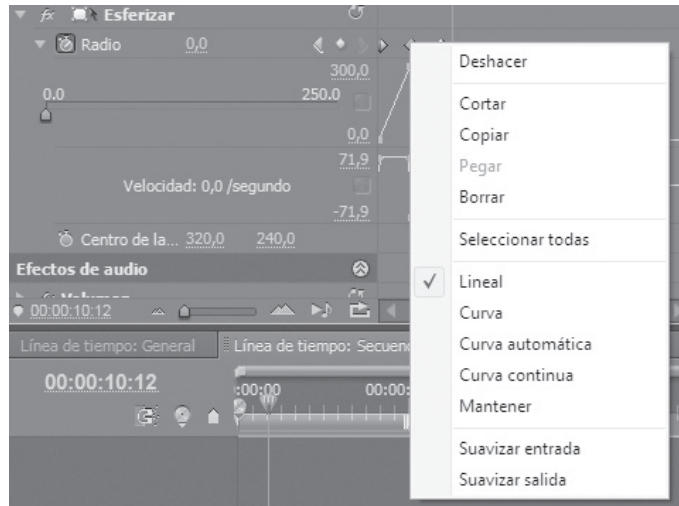 fx Esferizar
Radio 0,0
300,0
0.0 250.0
0,0
71,9
Velocidad: 0,0 /segundo
-71,9
Centro de la... 320,0 240,0
Efectos de audio
00:00:10:12
Línea de tiempo: General Línea de tiempo: Secuenc
00:00:10:12
:00:00 00:00:
Deshacer
Cortar
Copiar
Pegar
Borrar
Seleccionar todas
Lineal
Curva
Curva automática
Curva continua
Mantener
Suavizar entrada
Suavizar salida